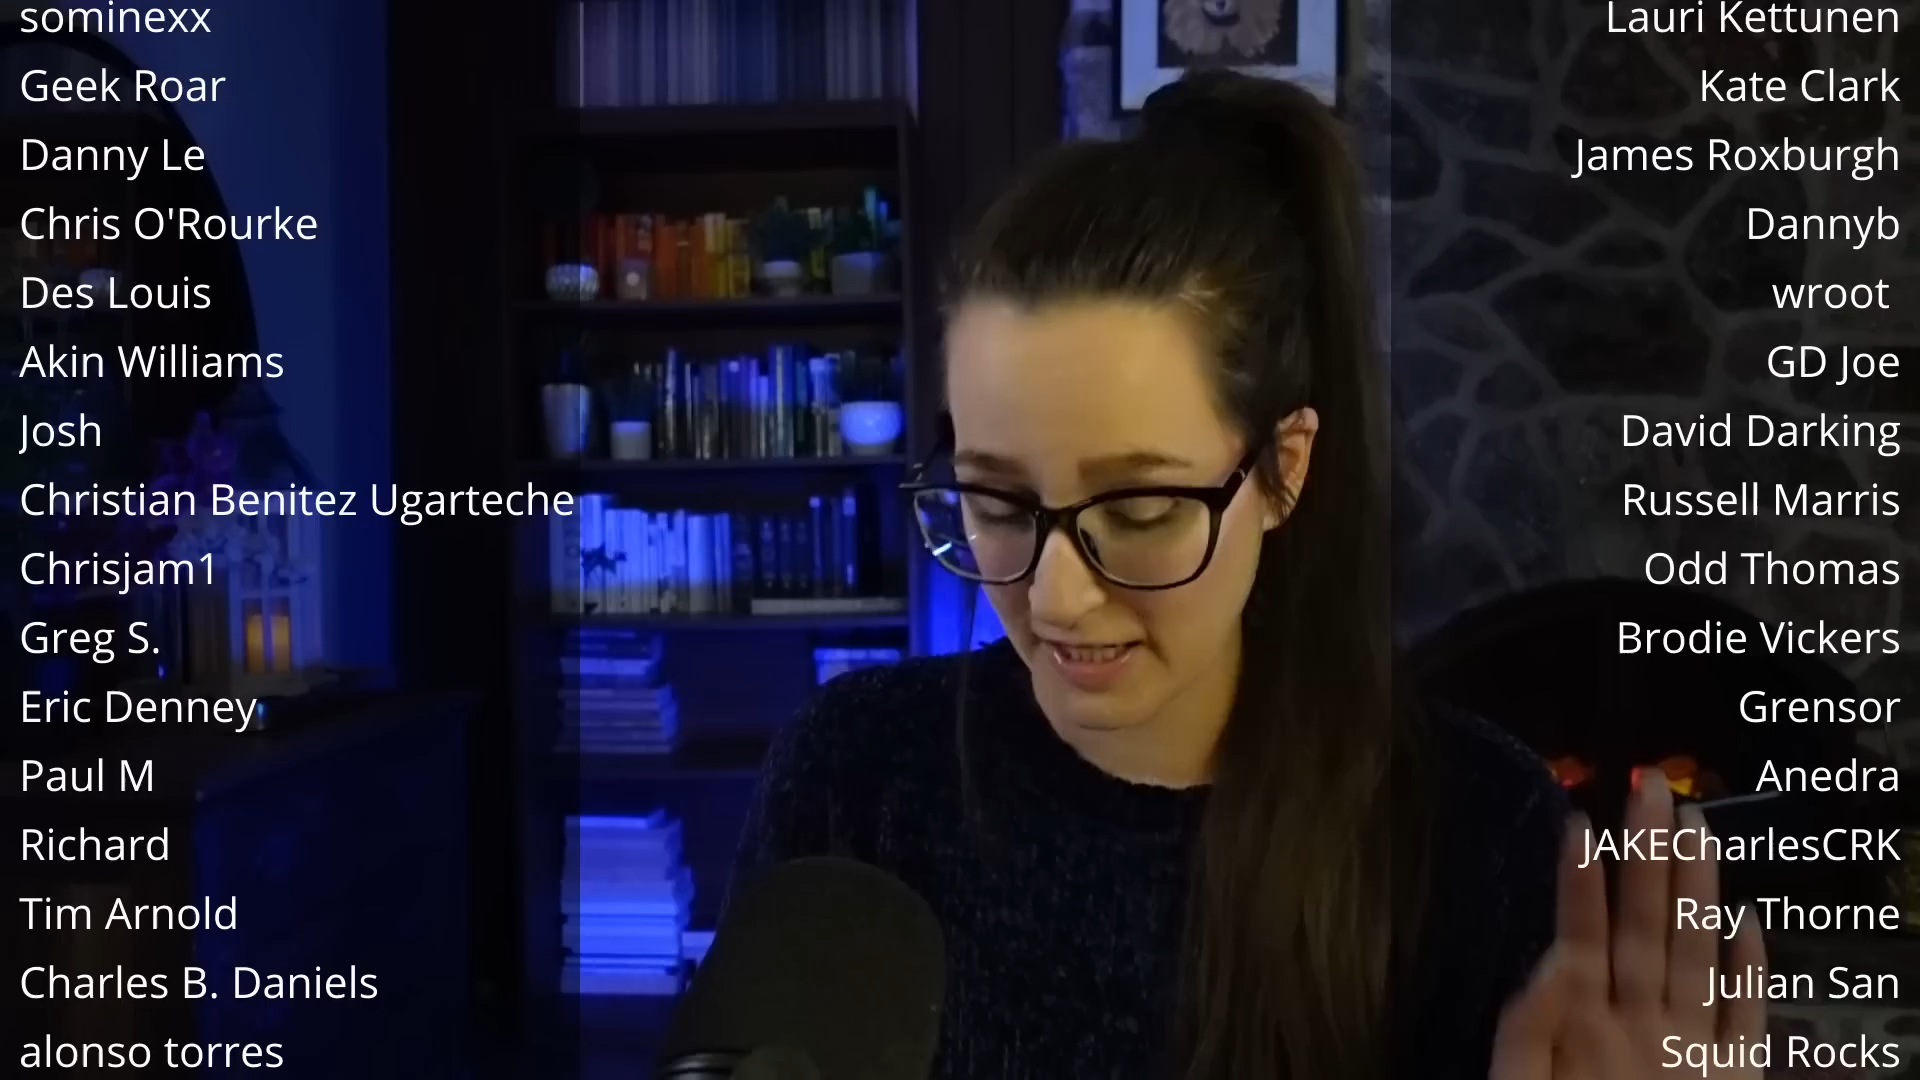 sominexx
Geek Roar
Danny Le
Chris O'Rourke
Des Louis
Akin Williams
Josh
Christian Benitez Ugarteche
Chrisjam1
Greg S.
Eric Denney
Paul M
Richard
Tim Arnold
Charles B. Daniels
alonso torres
Lauri Kettunen
Kate Clark
James Roxburgh
Dannyb
wroot
GD Joe
David Darking
Russell Marris
Odd Thomas
Brodie Vickers
Grensor
Anedra
JAKECharlesCRK
Ray Thorne
Julian San
Squid Rocks